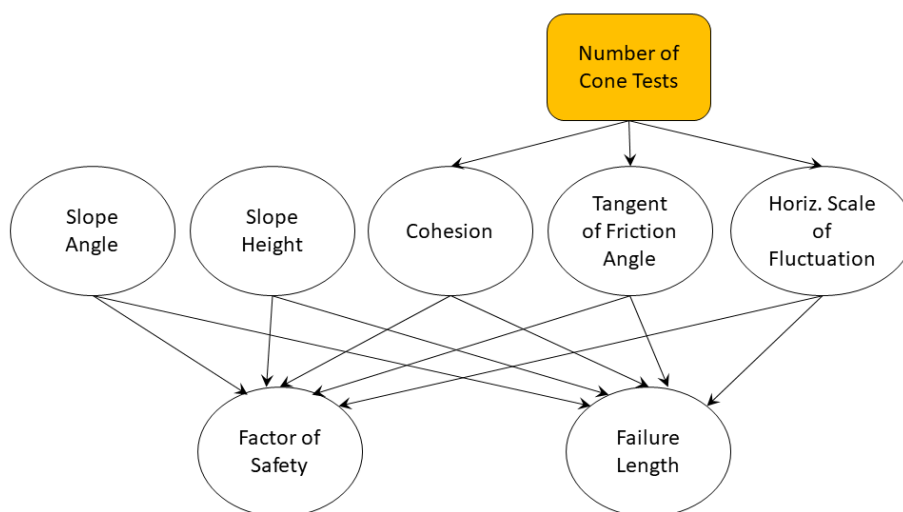 Number of
Cone Tests
Slope
Angle
Slope
Height
Cohesion
Tangent
of Friction
Angle
Horiz. Scale
of
Fluctuation
Factor of
Safety
Failure
Length